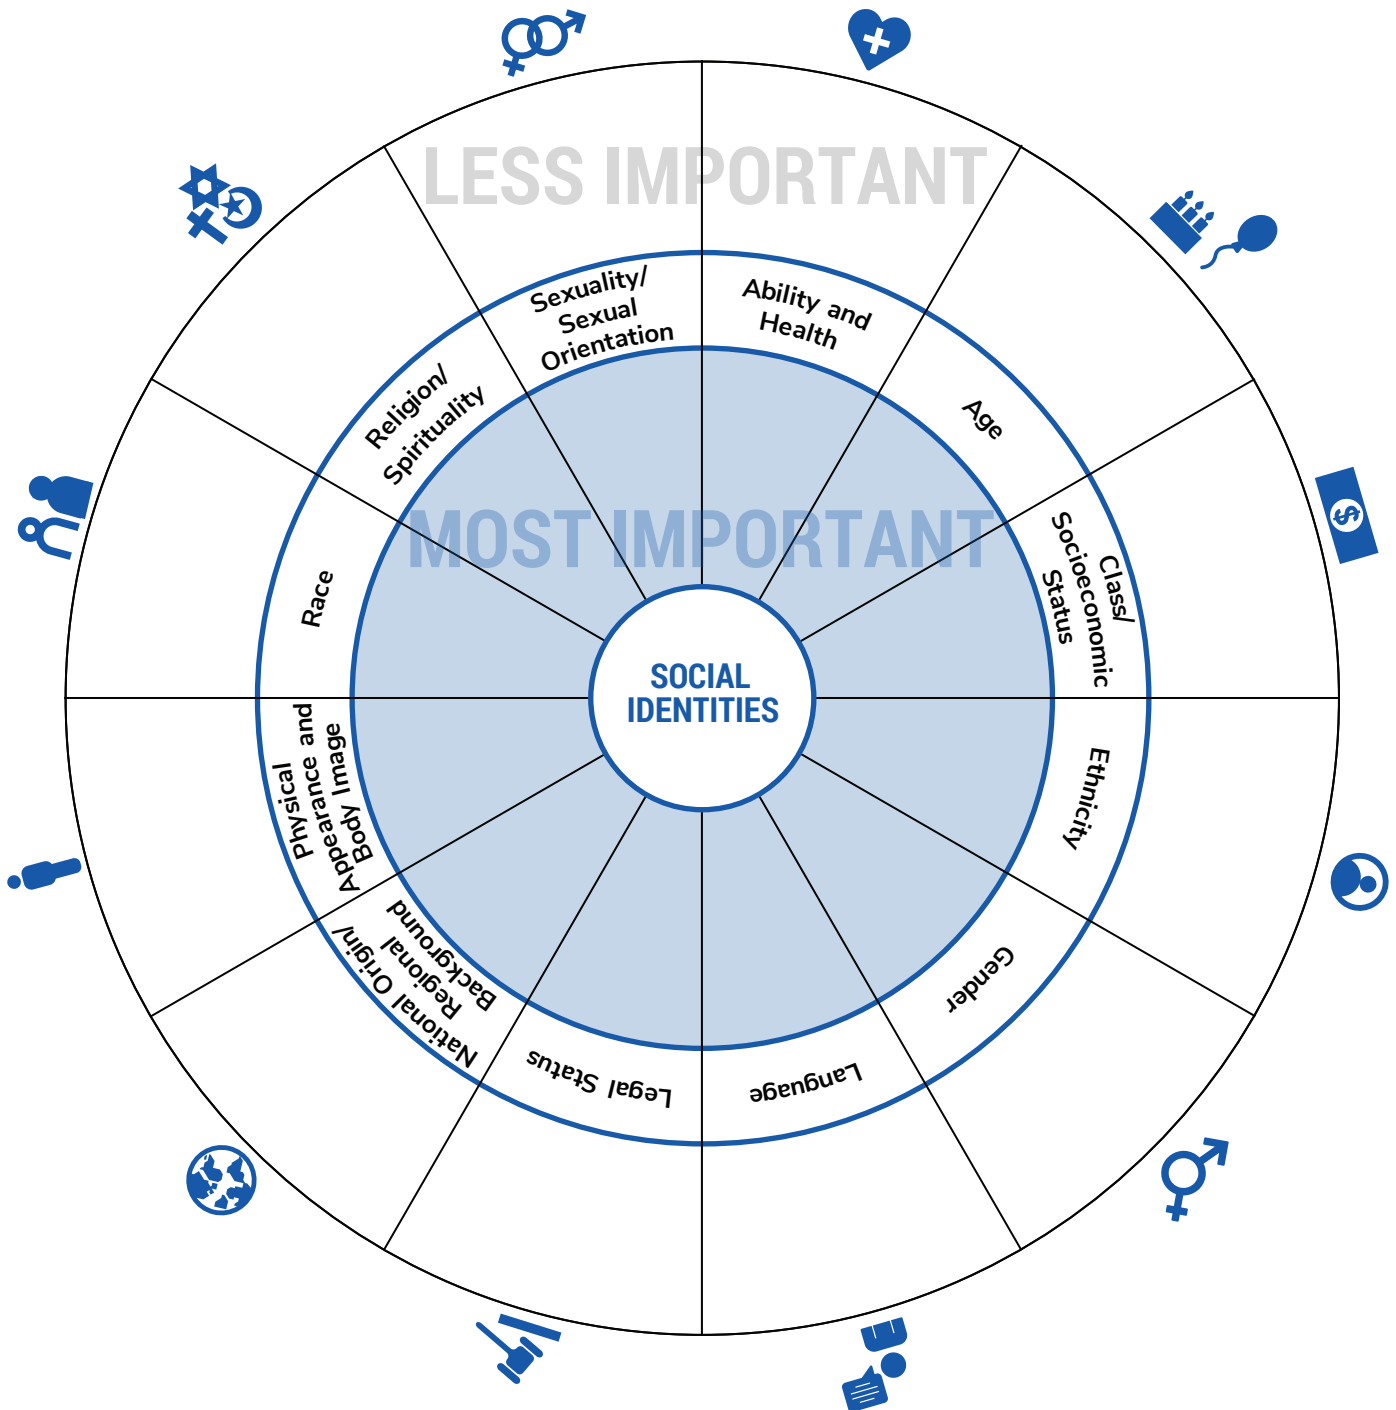 LESS IMPORTANT
MOST IMPORTANT
SOCIAL
IDENTITIES
Ability and
Health
Age
Class/
Socioeconomic
Status
Ethnicity
Gender
Language
Legal Status
National Origin/
Regional
Background
Physical
Appearance and
Body Image
Race
Religion/
Spirituality
Sexuality/
Sexual
Orientation
$